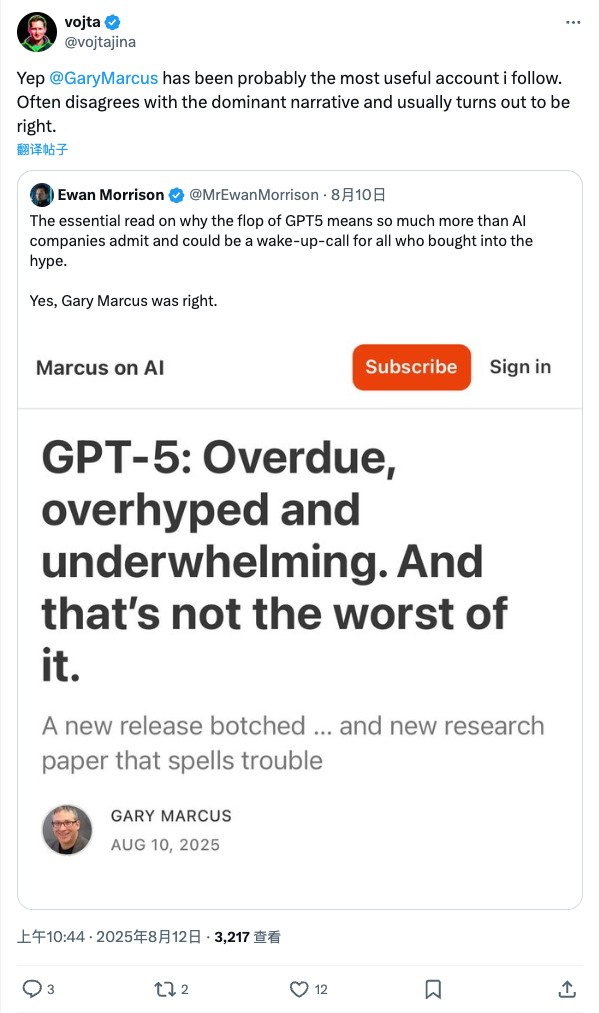 vojta
@vojtajina
Yep @GaryMarcus has been probably the most useful account i follow.
Often disagrees with the dominant narrative and usually turns out to be
right.
翻译帖子
Ewan Morrison @MrEwanMorrison · 8月10日
The essential read on why the flop of GPT5 means so much more than AI
companies admit and could be a wake-up-call for all who bought into the
hype.
Yes, Gary Marcus was right.
Marcus on AI
Subscribe
Sign in
GPT-5: Overdue,
overhyped and
underwhelming. And
that's not the worst of
it.
A new release botched ... and new research
paper that spells trouble
GARY MARCUS
AUG 10, 2025
上午10:44 · 2025年8月12日 · 3,217 查看
3
2
12